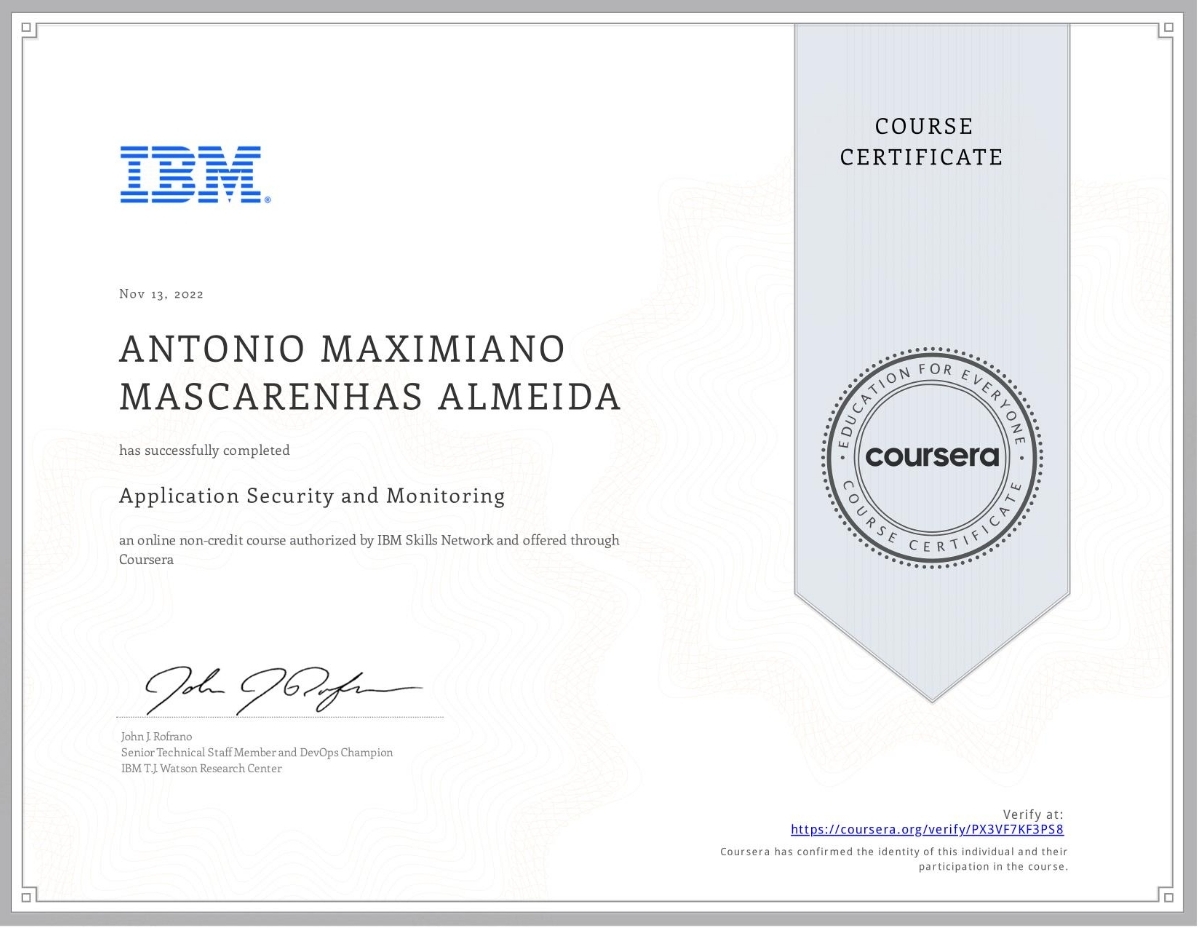 COURSE
CERTIFICATE
IBM®
Nov 13, 2022
ANTONIO MAXIMIANO
MASCARENHAS ALMEIDA
has successfully completed
Application Security and Monitoring
an online non-credit course authorized by IBM Skills Network and offered through
Coursera
EDUCATION FOR EVERYONE
coursera
COURSE CERTIFICATE
John J Rofrano
John J. Rofrano
Senior Technical Staff Member and DevOps Champion
IBM T.J. Watson Research Center
Verify at:
https://coursera.org/verify/PX3VF7KF3PS8
Coursera has confirmed the identity of this individual and their
participation in the course.